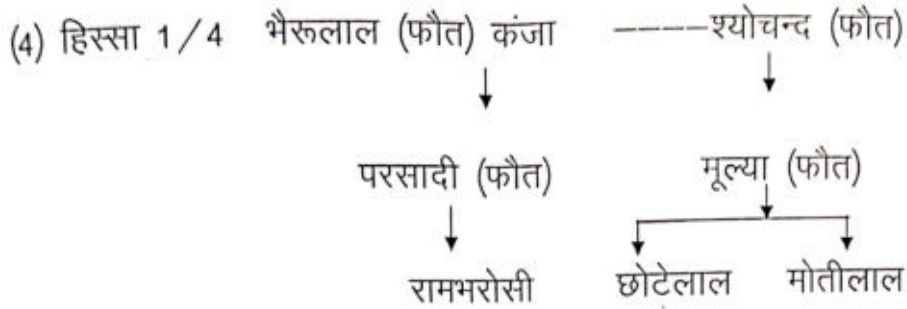 (4) हिस्सा 1/4 भैरूलाल (फौत) कंजा -----श्योचन्द (फौत)
परसादी (फौत) मूल्या (फौत)
रामभरोसी छोटेलाल मोतीलाल